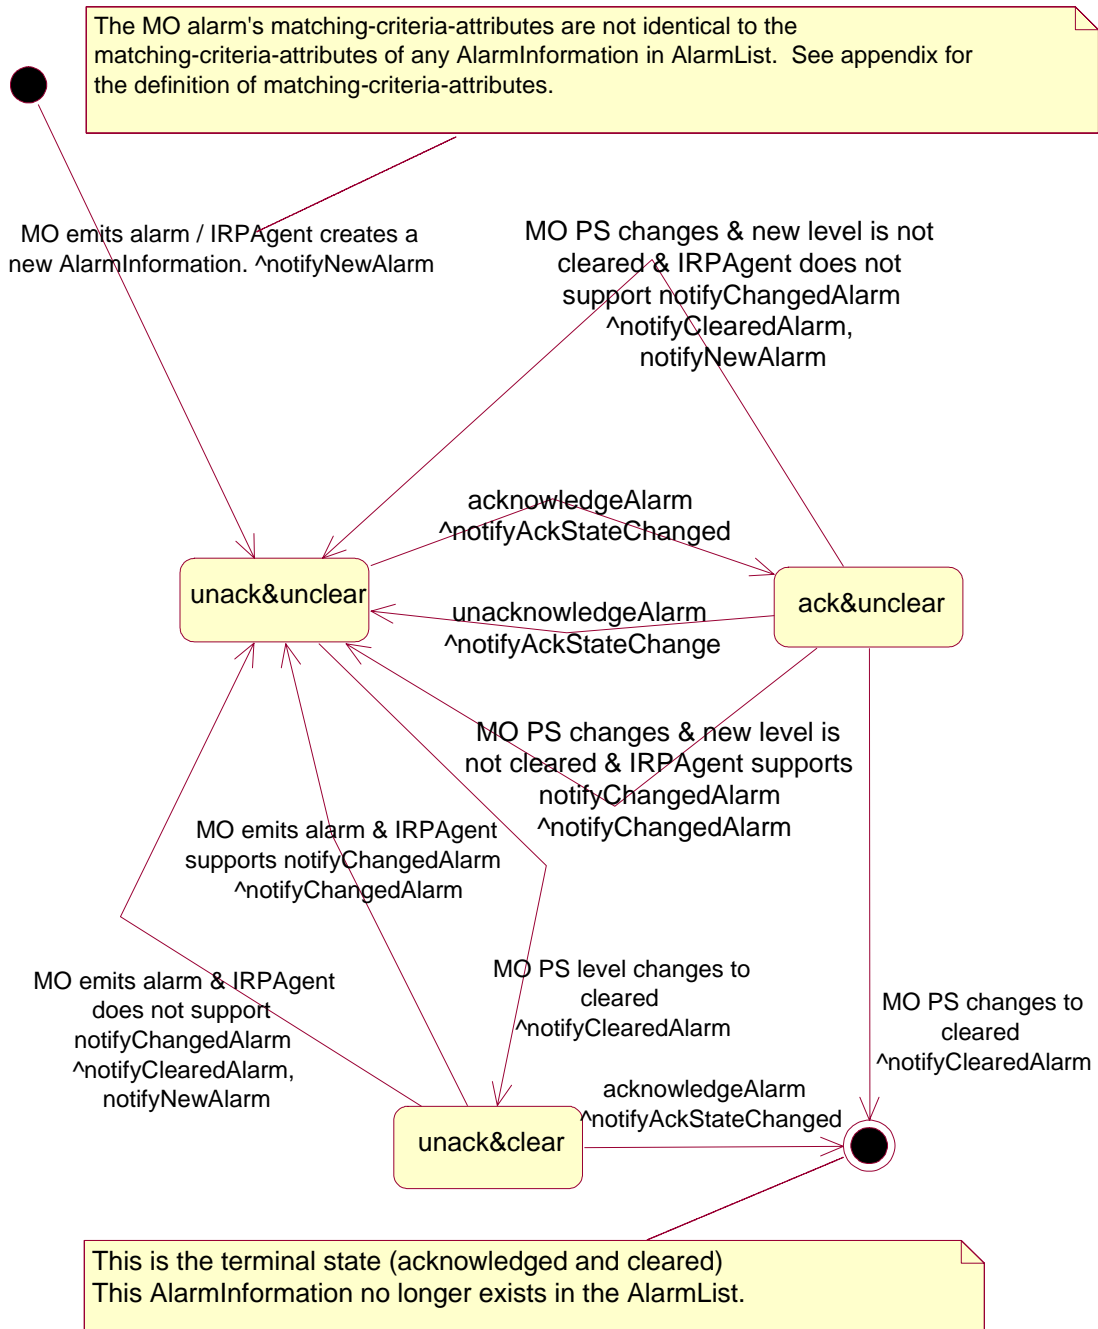 The MO alarm's matching-criteria-attributes are not identical to the
matching-criteria-attributes of any AlarmInformation in AlarmList.  See appendix for
the definition of matching-criteria-attributes.
MO emits alarm / IRPAgent creates a
new AlarmInformation. ^notifyNewAlarm
MO PS changes & new level is not
cleared & IRPAgent does not
support notifyChangedAlarm
^notifyClearedAlarm,
notifyNewAlarm
acknowledgeAlarm
^notifyAckStateChanged
unack&unclear
ack&unclear
unacknowledgeAlarm
^notifyAckStateChange
MO PS changes & new level is
not cleared & IRPAgent supports
notifyChangedAlarm
^notifyChangedAlarm
MO emits alarm & IRPAgent
supports notifyChangedAlarm
^notifyChangedAlarm
MO emits alarm & IRPAgent
does not support
notifyChangedAlarm
^notifyClearedAlarm,
notifyNewAlarm
MO PS level changes to
cleared
^notifyClearedAlarm
MO PS changes to
cleared
^notifyClearedAlarm
acknowledgeAlarm
^notifyAckStateChanged
unack&clear
This is the terminal state (acknowledged and cleared)
This AlarmInformation no longer exists in the AlarmList.